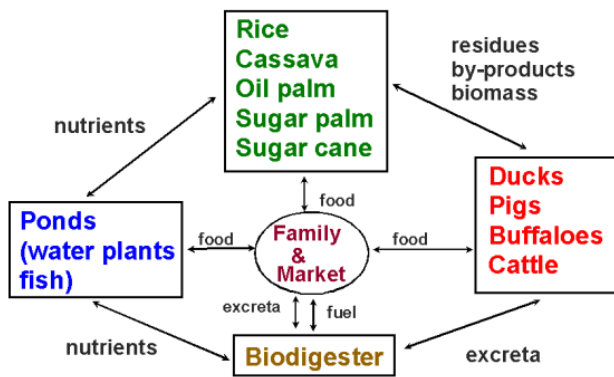 Rice
Cassava
Oil palm
Sugar palm
Sugar cane
residues
by-products
biomass
nutrients
food
Ponds
(water plants
fish)
food
Family
&
Market
food
Ducks
Pigs
Buffaloes
Cattle
excreta
fuel
nutrients
Biodigester
excreta